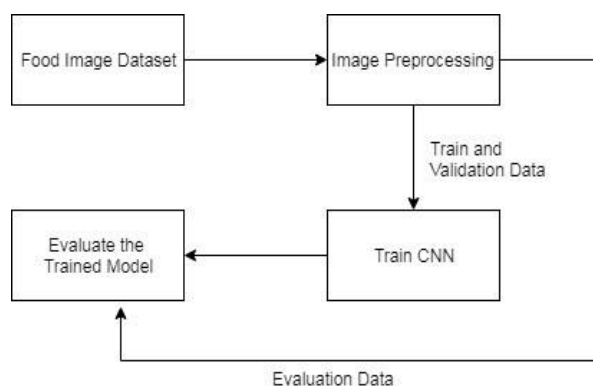 Food Image Dataset
Image Preprocessing
Train and
Validation Data
Evaluate the
Trained Model
Train CNN
Evaluation Data